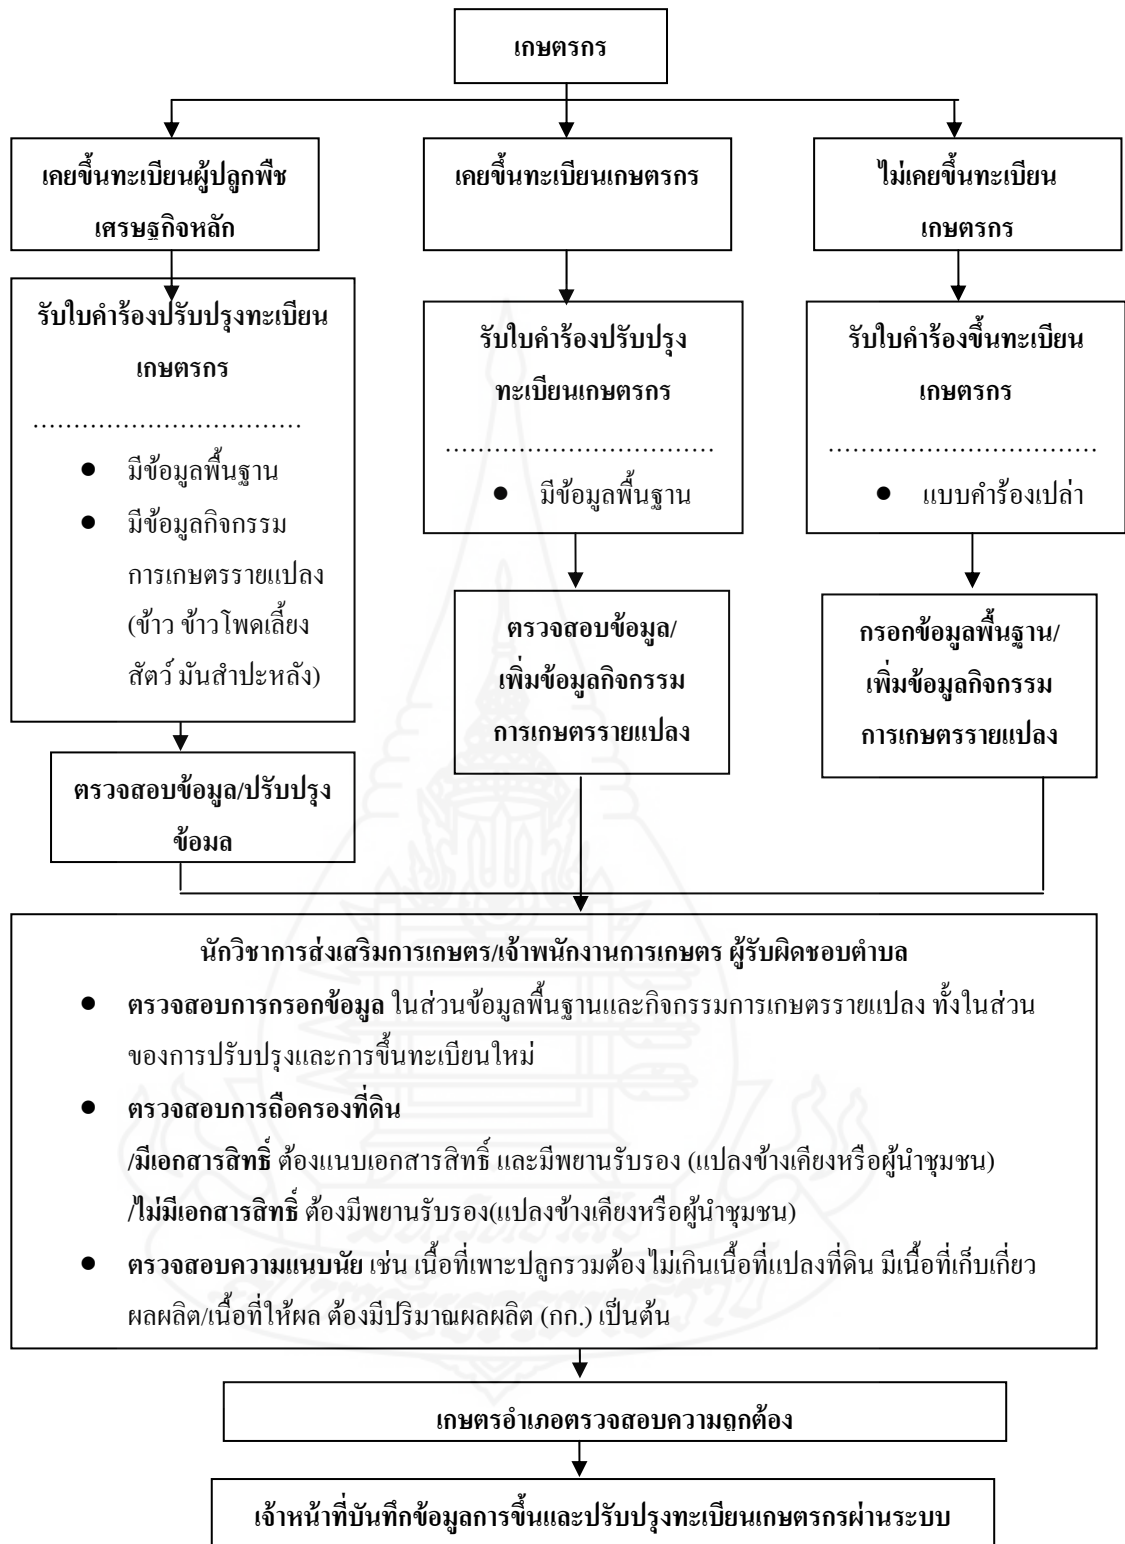 เกษตรกร
เคยขึ้นทะเบียนผู้ปลูกพืช
เศรษฐกิจหลัก
เคยขึ้นทะเบียนเกษตรกร
ไม่เคยขึ้นทะเบียน
เกษตรกร
รับใบคำร้องปรับปรุงทะเบียน
เกษตรกร
.................................
● มีข้อมูลพื้นฐาน
● มีข้อมูลกิจกรรม
การเกษตรรายแปลง
(ข้าว ข้าวโพดเลี้ยง
สัตว์ มันสำปะหลัง)
รับใบคำร้องปรับปรุง
ทะเบียนเกษตรกร
.................................
● มีข้อมูลพื้นฐาน
รับใบคำร้องขึ้นทะเบียน
เกษตรกร
.................................
● แบบคำร้องเปล่า
ตรวจสอบข้อมูล/ปรับปรุง
ข้อมล
ตรวจสอบข้อมูล/
เพิ่มข้อมูลกิจกรรม
การเกษตรรายแปลง
กรอกข้อมูลพื้นฐาน/
เพิ่มข้อมูลกิจกรรม
การเกษตรรายแปลง
นักวิชาการส่งเสริมการเกษตร/เจ้าพนักงานการเกษตร ผู้รับผิดชอบตำบล
● ตรวจสอบการกรอกข้อมูล ในส่วนข้อมูลพื้นฐานและกิจกรรมการเกษตรรายแปลง ทั้งในส่วน
ของการปรับปรุงและการขึ้นทะเบียนใหม่
● ตรวจสอบการถือครองที่ดิน
/มีเอกสารสิทธิ์ ต้องแนบเอกสารสิทธิ์ และมีพยานรับรอง (แปลงข้างเคียงหรือผู้นำชุมชน)
/ไม่มีเอกสารสิทธิ์ ต้องมีพยานรับรอง(แปลงข้างเคียงหรือผู้นำชุมชน)
● ตรวจสอบความแนบนัย เช่น เนื้อที่เพาะปลูกรวมต้องไม่เกินเนื้อที่แปลงที่ดิน มีเนื้อที่เก็บเกี่ยว
ผลผลิต/เนื้อที่ให้ผล ต้องมีปริมาณผลผลิต (กก.) เป็นต้น
เกษตรอำเภอตรวจสอบความถูกต้อง
เจ้าหน้าที่บันทึกข้อมูลการขึ้นและปรับปรุงทะเบียนเกษตรกรผ่านระบบ